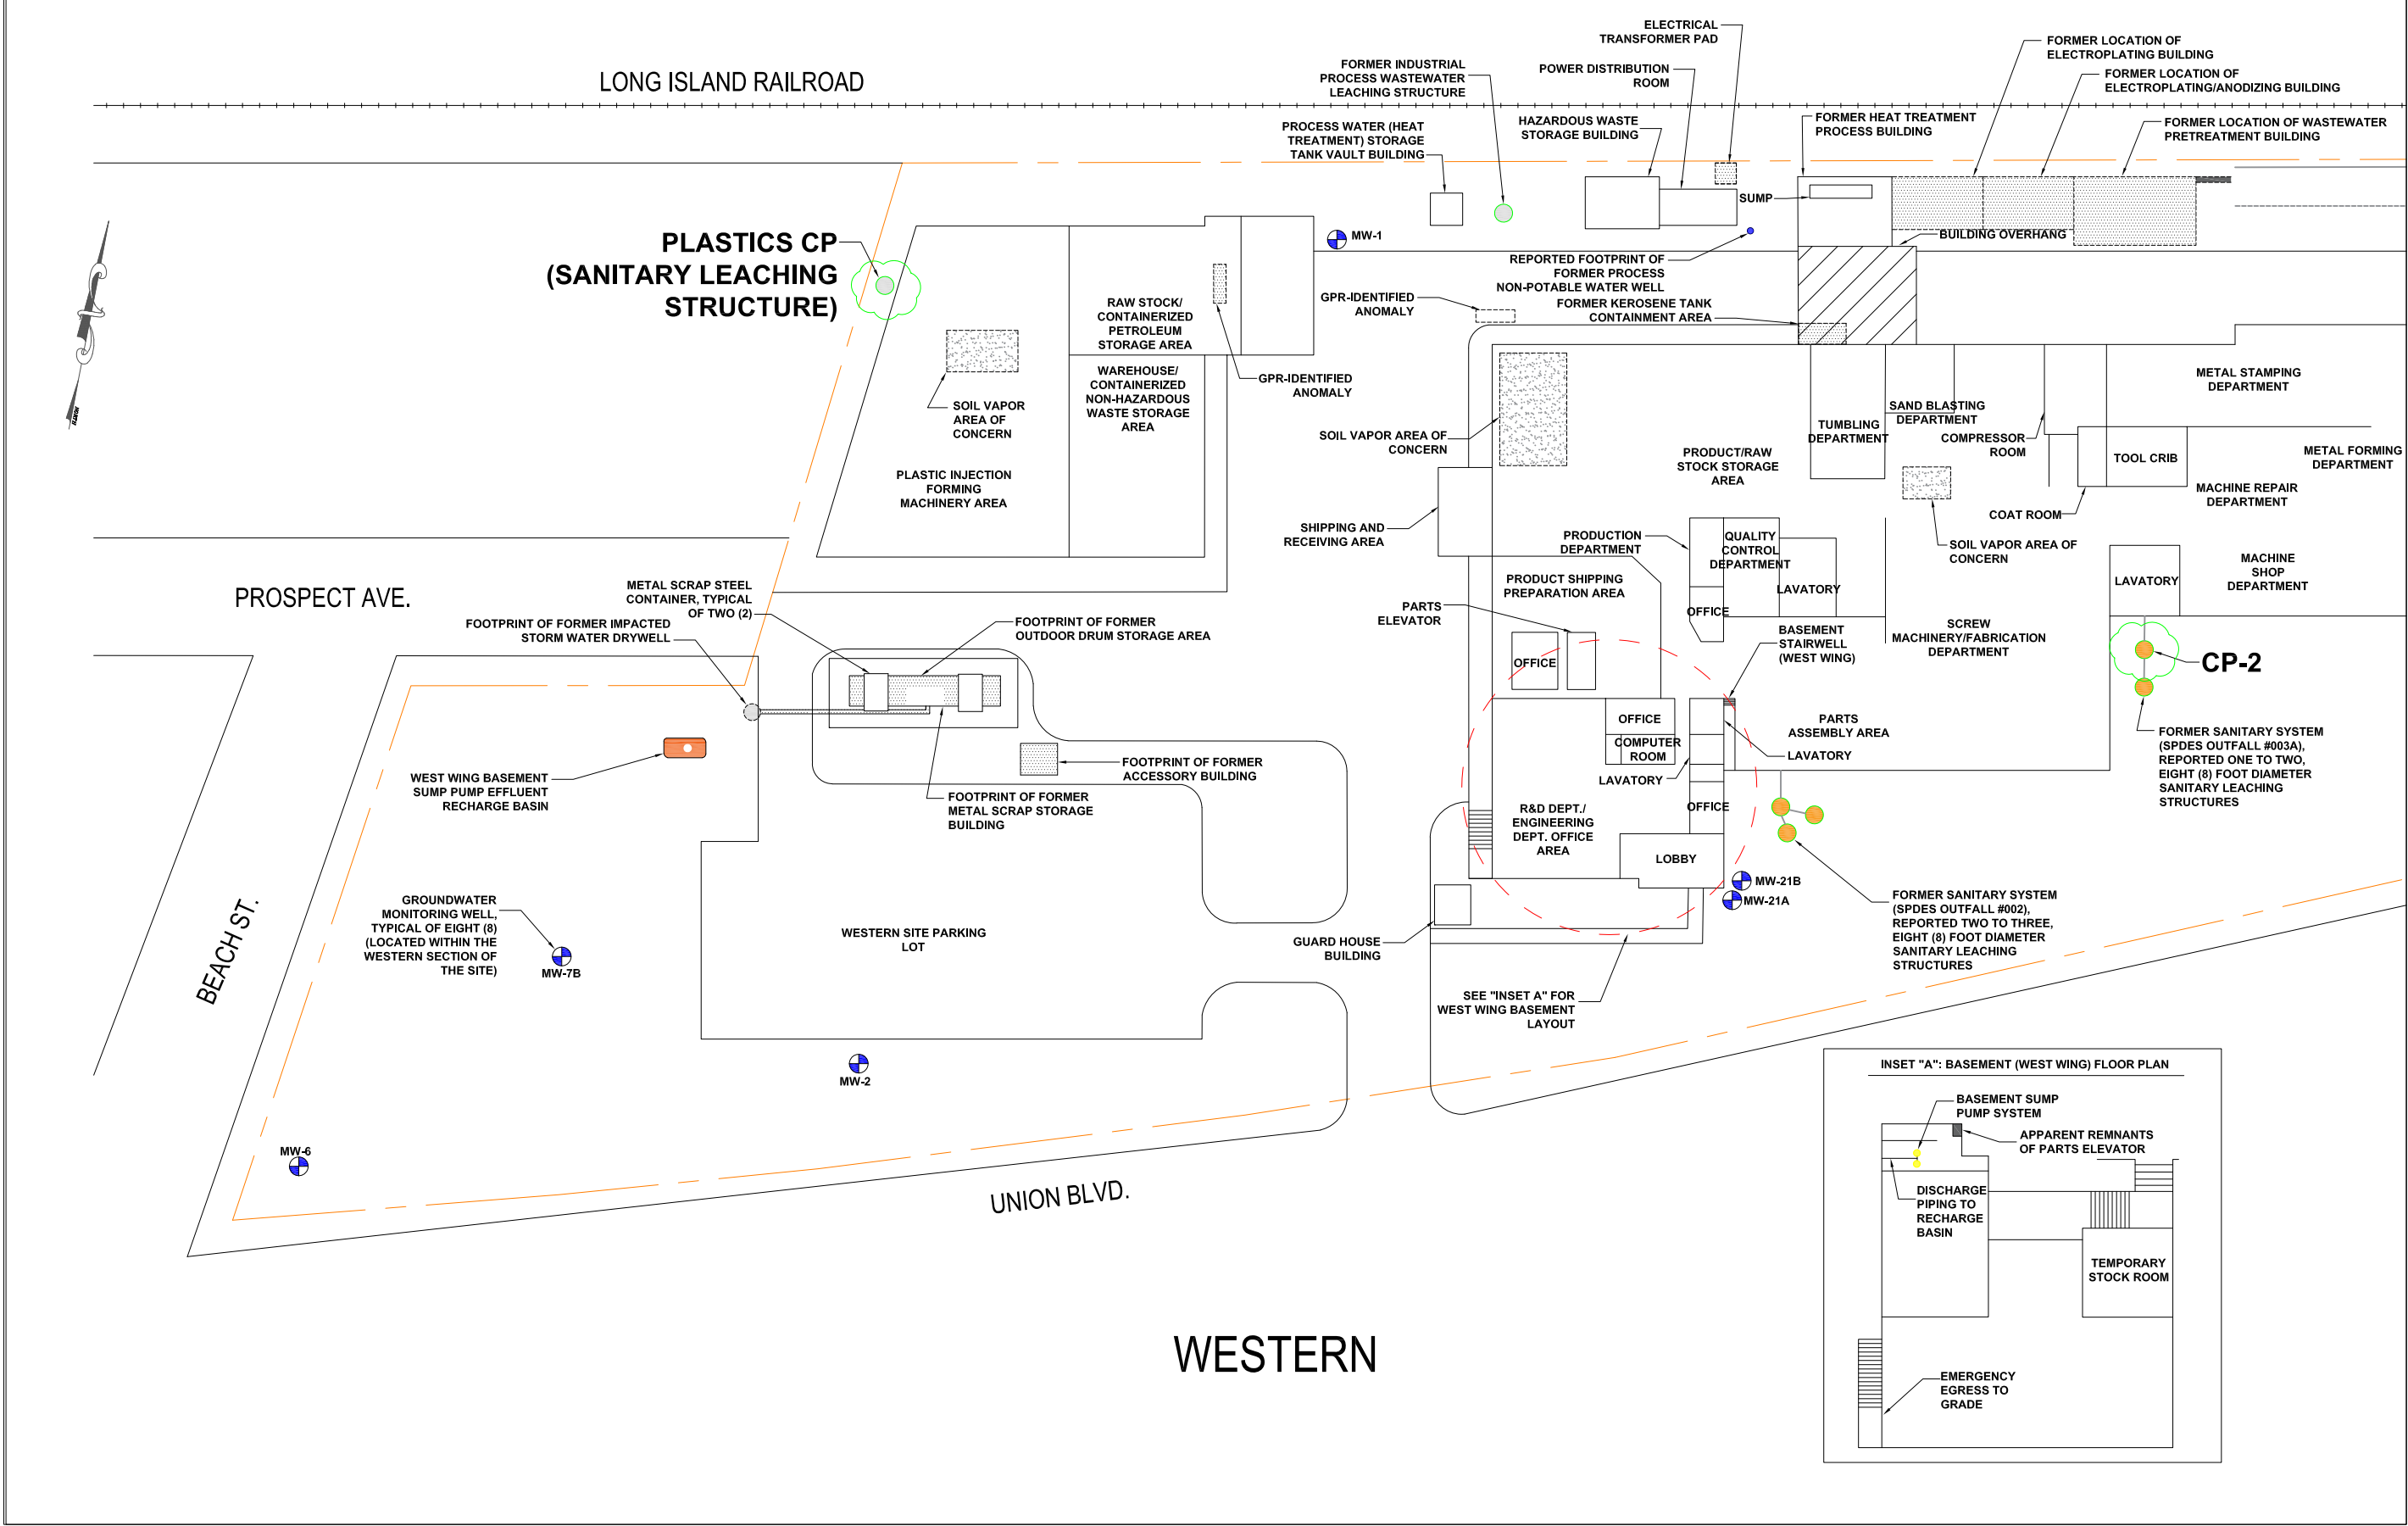 ELECTRICAL
TRANSFORMER PAD
FORMER LOCATION OF
ELECTROPLATING BUILDING
FORMER INDUSTRIAL
PROCESS WASTEWATER
LEACHING STRUCTURE
POWER DISTRIBUTION
ROOM
FORMER LOCATION OF
ELECTROPLATING/ANODIZING BUILDING
LONG ISLAND RAILROAD
PROCESS WATER (HEAT
TREATMENT) STORAGE
TANK VAULT BUILDING
HAZARDOUS WASTE
STORAGE BUILDING
FORMER HEAT TREATMENT
PROCESS BUILDING
FORMER LOCATION OF WASTEWATER
PRETREATMENT BUILDING
SUMP
PLASTICS CP
(SANITARY LEACHING
STRUCTURE)
MW-1
BUILDING OVERHANG
REPORTED FOOTPRINT OF
FORMER PROCESS
NON-POTABLE WATER WELL
GPR-IDENTIFIED
ANOMALY
FORMER KEROSENE TANK
CONTAINMENT AREA
RAW STOCK/
CONTAINERIZED
PETROLEUM
STORAGE AREA
WAREHOUSE/
CONTAINERIZED
NON-HAZARDOUS
WASTE STORAGE
AREA
GPR-IDENTIFIED
ANOMALY
SOIL VAPOR
AREA OF
CONCERN
NORTH
METAL STAMPING
DEPARTMENT
SAND BLASTING
DEPARTMENT
TUMBLING
DEPARTMENT
SOIL VAPOR AREA OF
CONCERN
COMPRESSOR
ROOM
TOOL CRIB
METAL FORMING
DEPARTMENT
PRODUCT/RAW
STOCK STORAGE
AREA
PLASTIC INJECTION
FORMING
MACHINERY AREA
MACHINE REPAIR
DEPARTMENT
COAT ROOM
SHIPPING AND
RECEIVING AREA
PRODUCTION
DEPARTMENT
QUALITY
CONTROL
DEPARTMENT
SOIL VAPOR AREA OF
CONCERN
MACHINE
SHOP
DEPARTMENT
LAVATORY
LAVATORY
PRODUCT SHIPPING
PREPARATION AREA
OFFICE
PROSPECT AVE.
METAL SCRAP STEEL
CONTAINER, TYPICAL
OF TWO (2)
FOOTPRINT OF FORMER IMPACTED
STORM WATER DRYWELL
FOOTPRINT OF FORMER
OUTDOOR DRUM STORAGE AREA
PARTS
ELEVATOR
OFFICE
BASEMENT
STAIRWELL
(WEST WING)
SCREW
MACHINERY/FABRICATION
DEPARTMENT
CP-2
OFFICE
COMPUTER
ROOM
PARTS
ASSEMBLY AREA
LAVATORY
LAVATORY
FORMER SANITARY SYSTEM
(SPDES OUTFALL #003A),
REPORTED ONE TO TWO,
EIGHT (8) FOOT DIAMETER
SANITARY LEACHING
STRUCTURES
WEST WING BASEMENT
SUMP PUMP EFFLUENT
RECHARGE BASIN
FOOTPRINT OF FORMER
ACCESSORY BUILDING
FOOTPRINT OF FORMER
METAL SCRAP STORAGE
BUILDING
R&D DEPT./
ENGINEERING
DEPT. OFFICE
AREA
OFFICE
LOBBY
MW-21B
MW-21A
BEACH ST.
GROUNDWATER
MONITORING WELL,
TYPICAL OF EIGHT (8)
(LOCATED WITHIN THE
WESTERN SECTION OF
THE SITE)
MW-7B
WESTERN SITE PARKING
LOT
GUARD HOUSE
BUILDING
FORMER SANITARY SYSTEM
(SPDES OUTFALL #002),
REPORTED TWO TO THREE,
EIGHT (8) FOOT DIAMETER
SANITARY LEACHING
STRUCTURES
SEE "INSET A" FOR
WEST WING BASEMENT
LAYOUT
MW-2
MW-6
UNION BLVD.
INSET "A": BASEMENT (WEST WING) FLOOR PLAN
BASEMENT SUMP
PUMP SYSTEM
APPARENT REMNANTS
OF PARTS ELEVATOR
DISCHARGE
PIPING TO
RECHARGE
BASIN
TEMPORARY
STOCK ROOM
EMERGENCY
EGRESS TO
GRADE
WESTERN